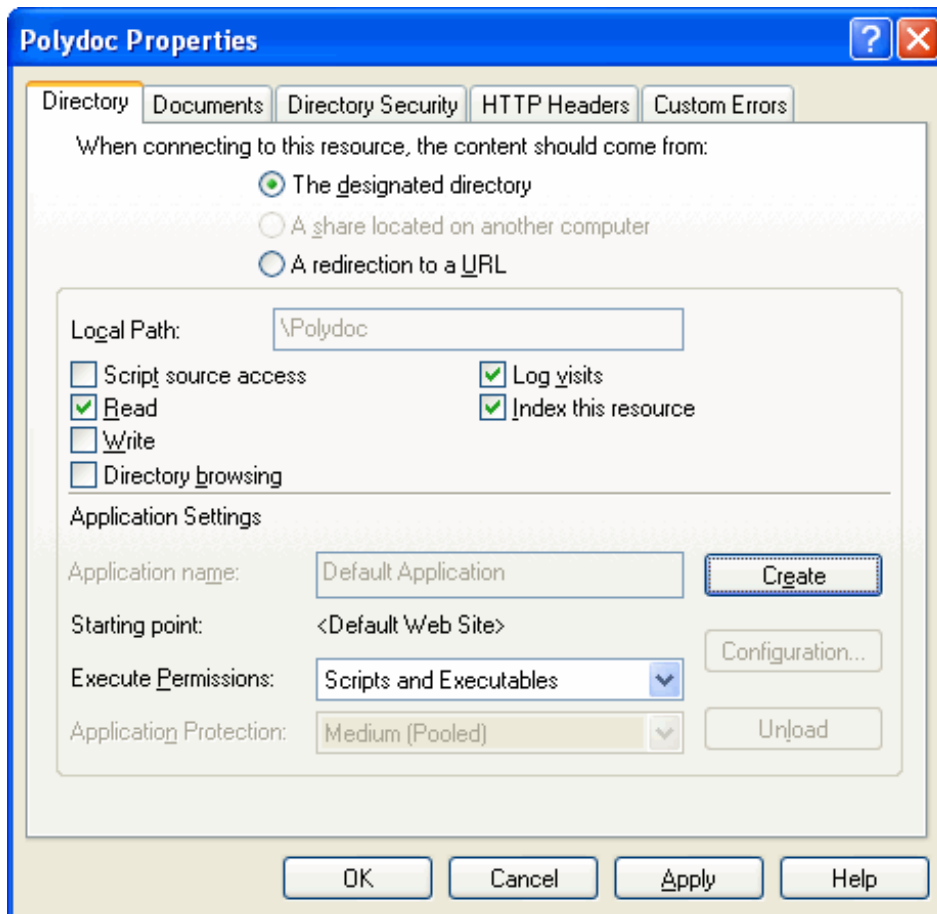 Polydoc Properties
?
Directory Documents Directory Security HTTP Headers Custom Errors
When connecting to this resource, the content should come from:
The designated directory
A share located on another computer
A redirection to a URL
Local Path: \Polydoc
Script source access Log visits
Read Index this resource
Write
Directory browsing
Application Settings
Application name: Default Application Create
Starting point: <Default Web Site>
Configuration...
Execute Permissions: Scripts and Executables
Application Protection: Medium (Pooled) Unload
OK Cancel Apply Help